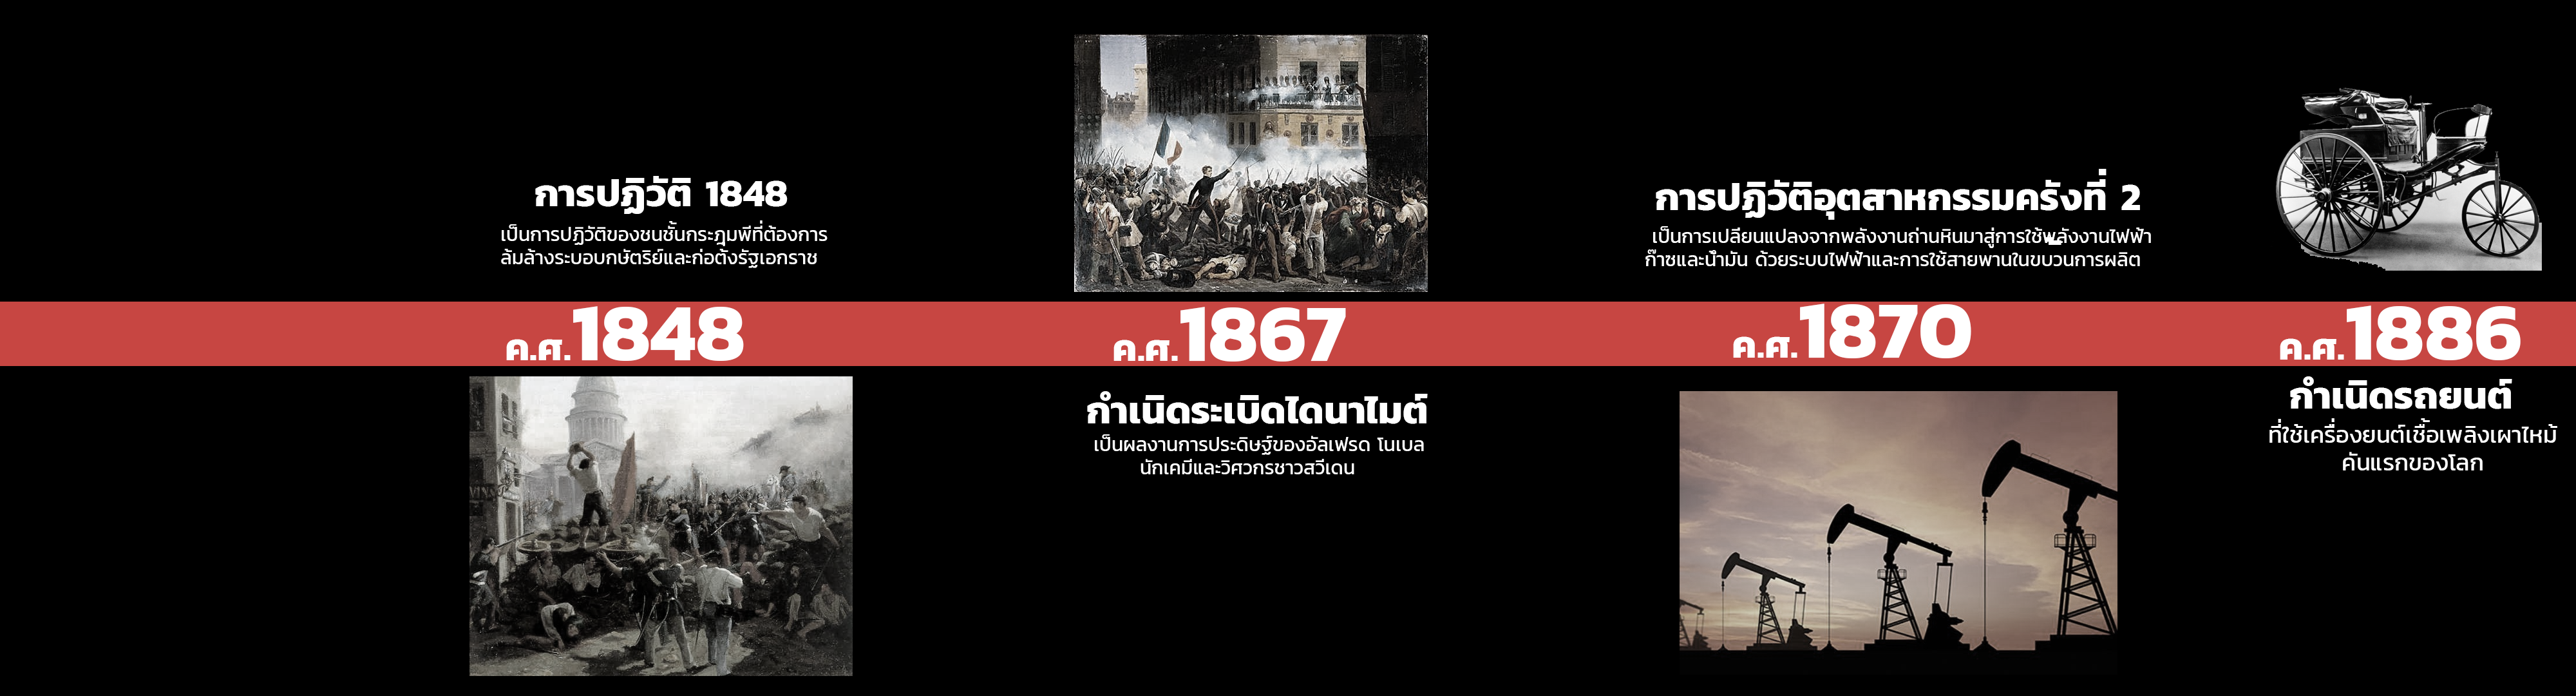 การปฏิวัติ 1848
เป็นการปฏิวัติของชนชั้นกระฎุมพีที่ต้องการ
ล้มล้างระบอบกษัตริย์และก่อตั้งรัฐเอกราช
ค.ศ.1848
ค.ศ.1867
กำเนิดระเบิดไดนาไมต์
เป็นผลงานการประดิษฐ์ของอัลเฟรด โนเบล
นักเคมีและวิศวกรชาวสวีเดน
การปฏิวัติอุตสาหกรรมครั้งที่ 2
เป็นการเปลี่ยนแปลงจากพลังงานถ่านหินมาสู่การใช้พลังงานไฟฟ้า
ก๊าซและน้ำมัน ด้วยระบบไฟฟ้าและการใช้สายพานในขบวนการผลิต
ค.ศ.1870
ค.ศ.1886
กำเนิดรถยนต์
ที่ใช้เครื่องยนต์เชื้อเพลิงเผาไหม้
คันแรกของโลก